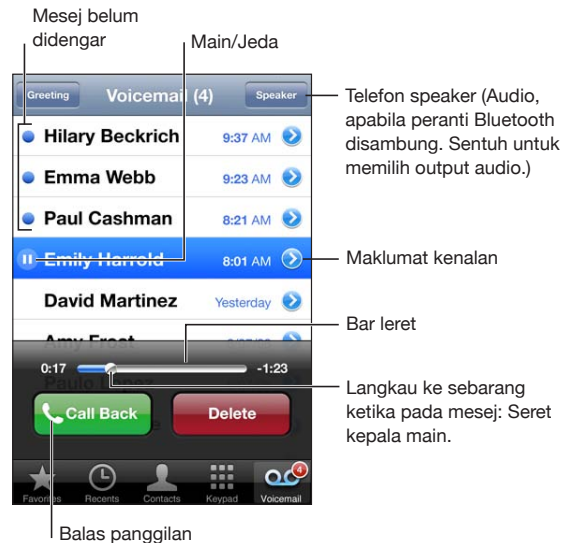 Mesej belum
didengar
Main/Jeda
Greeting
Voicemail (4)
Speaker
Telefon speaker (Audio,
apabila peranti Bluetooth
disambung. Sentuh untuk
memilih output audio.)
Hilary Beckrich 9:37 AM
Emma Webb 9:23 AM
Paul Cashman 8:21 AM
Emily Harrold 8:01 AM
Maklumat kenalan
David Martinez Yesterday
Bar leret
Amy Frost
0:17 -1:23
Call Back
Delete
Langkau ke sebarang
ketika pada mesej: Seret
kepala main.
4
Favorites Recents Contacts Keypad Voicemail
Balas panggilan